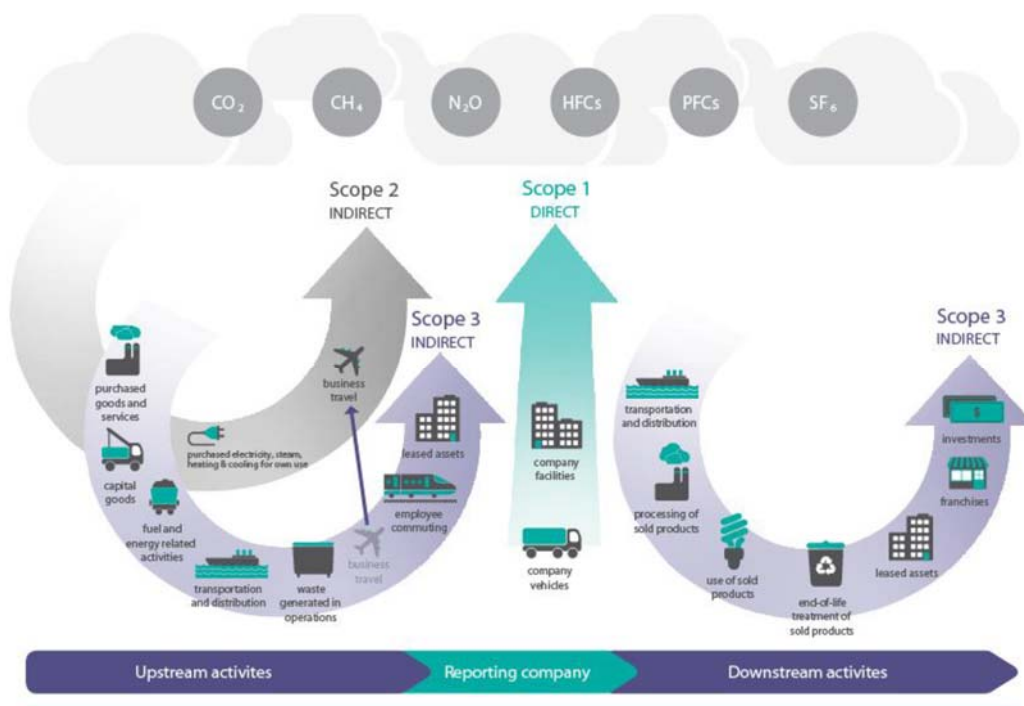 CO₂
CH₄
N₂O
HFCs
PFCs
SF₆
Scope 2
INDIRECT
Scope 1
DIRECT
Scope 3
INDIRECT
Scope 3
INDIRECT
purchased
goods and
services
capital
goods
fuel and
energy related
activities
purchased electricity, steam,
heating & cooling for own use
business
travel
transportation
and distribution
waste
generated in
operations
business
travel
employee
commuting
leased assets
company
facilities
company
vehicles
transportation
and distribution
processing of
sold products
use of sold
products
end-of-life
treatment of
sold products
leased assets
franchises
investments
$
Upstream activites
Reporting company
Downstream activites